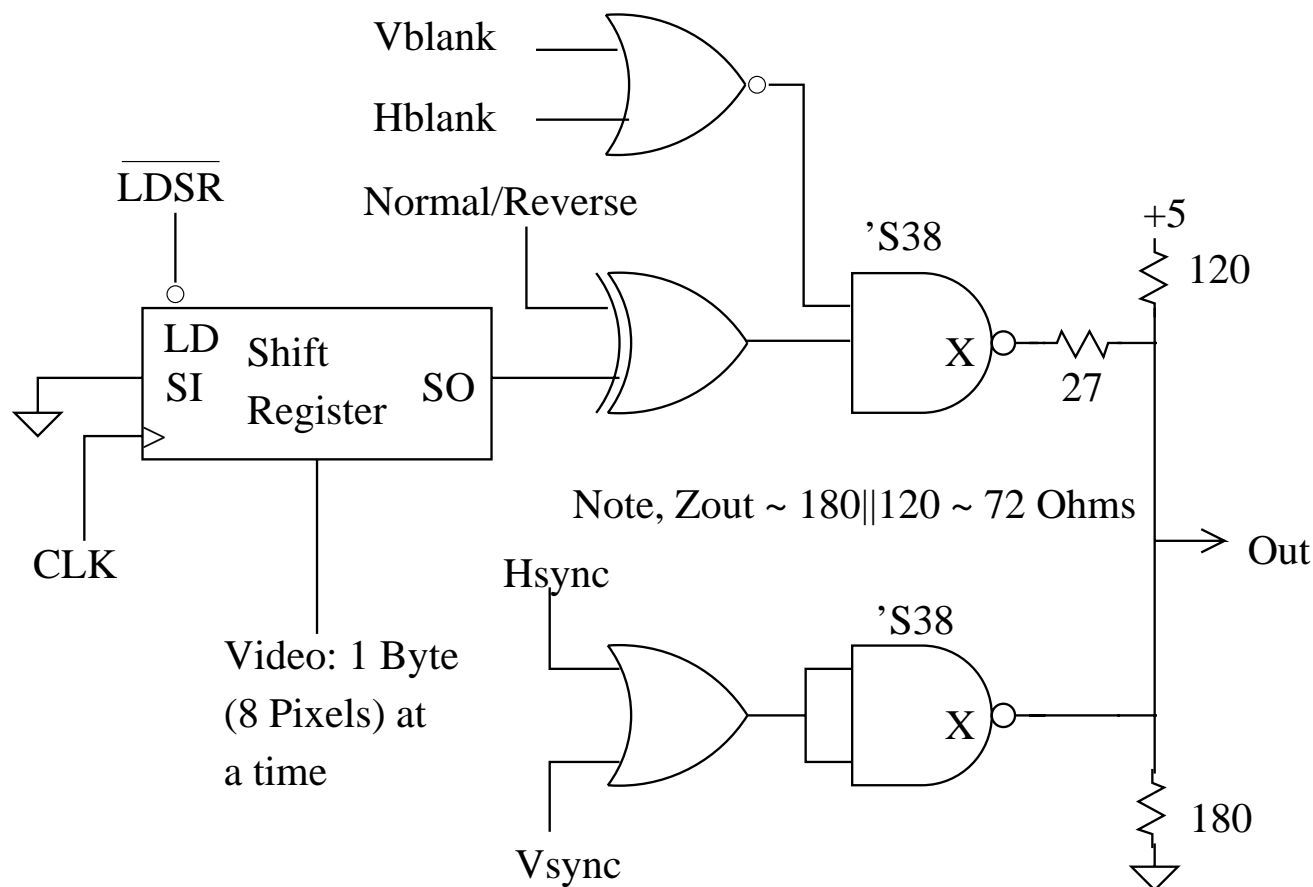 Vblank
Hblank
LDSR
Normal/Reverse
’S38
+5
120
LD
SI
Shift
Register
SO
X
27
CLK
Note, Zout ~ 180||120 ~ 72 Ohms
Out
Hsync
’S38
Video: 1 Byte
(8 Pixels) at
a time
X
180
Vsync